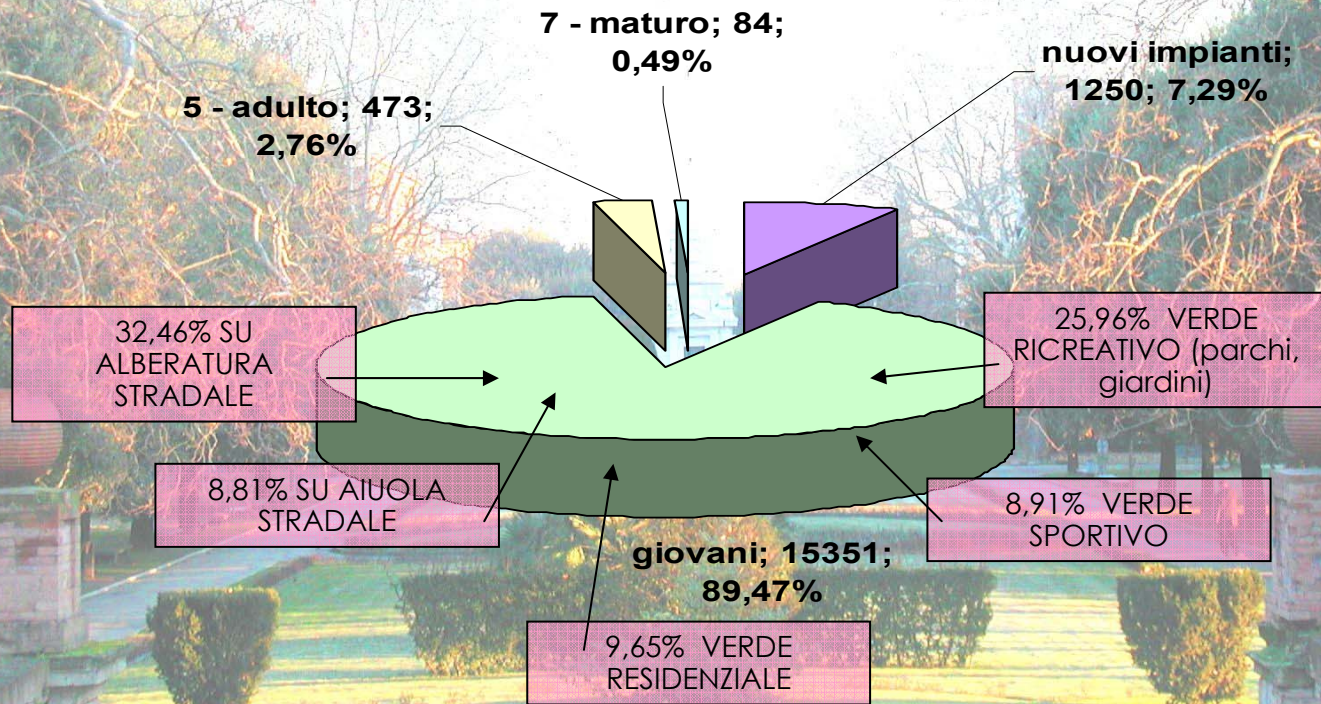 7 - maturo; 84;
0,49%
nuovi impianti;
1250; 7,29%
5 - adulto; 473;
2,76%
32,46% SU
ALBERATURA
STRADALE
25,96% VERDE
RICREATIVO (parchi,
giardini)
8,81% SU AIUOLA
STRADALE
8,91% VERDE
SPORTIVO
giovani; 15351;
89,47%
9,65% VERDE
RESIDENZIALE